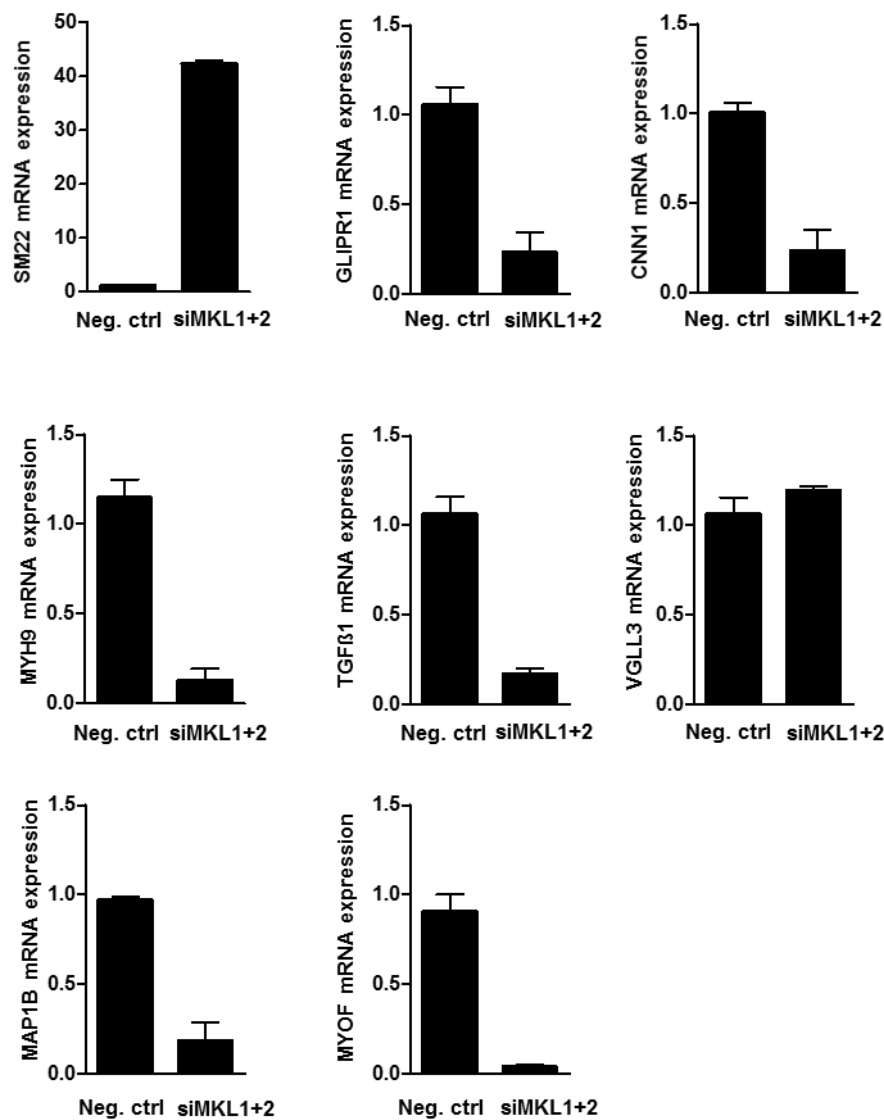 SM22 mRNA expression
50
40
30
20
10
0
Neg. ctrl siMKL1+2
GLIPR1 mRNA expression
1.5
1.0
0.5
0.0
Neg. ctrl siMKL1+2
CNN1 mRNA expression
1.5
1.0
0.5
0.0
Neg. ctrl siMKL1+2
MYH9 mRNA expression
1.5
1.0
0.5
0.0
Neg. ctrl siMKL1+2
TGFß1 mRNA expression
1.5
1.0
0.5
0.0
Neg. ctrl siMKL1+2
VGLL3 mRNA expression
1.5
1.0
0.5
0.0
Neg. ctrl siMKL1+2
MAP1B mRNA expression
1.5
1.0
0.5
0.0
Neg. ctrl siMKL1+2
MYOF mRNA expression
1.5
1.0
0.5
0.0
Neg. ctrl siMKL1+2